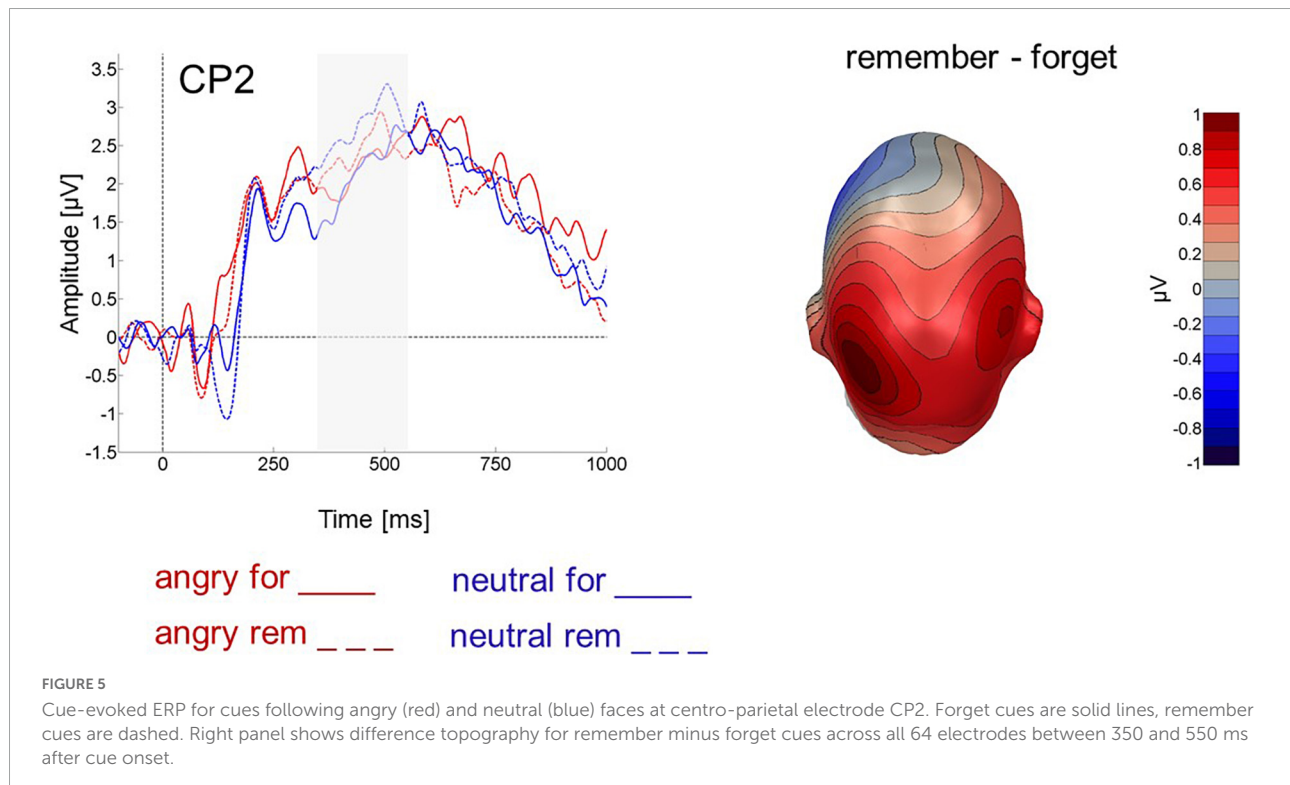 CP2
remember - forget
3.5
3
2.5
2
1.5
1
0.5
0
-0.5
-1
-1.5
Amplitude [µV]
0
250
500
750
1000
Time [ms]
1
0.8
0.6
0.4
0.2
0
-0.2
-0.4
-0.6
-0.8
-1
µV
angry for ____ neutral for ____
angry rem _ _ _ neutral rem _ _ _
FIGURE 5
Cue-evoked ERP for cues following angry (red) and neutral (blue) faces at centro-parietal electrode CP2. Forget cues are solid lines, remember
cues are dashed. Right panel shows difference topography for remember minus forget cues across all 64 electrodes between 350 and 550 ms
after cue onset.